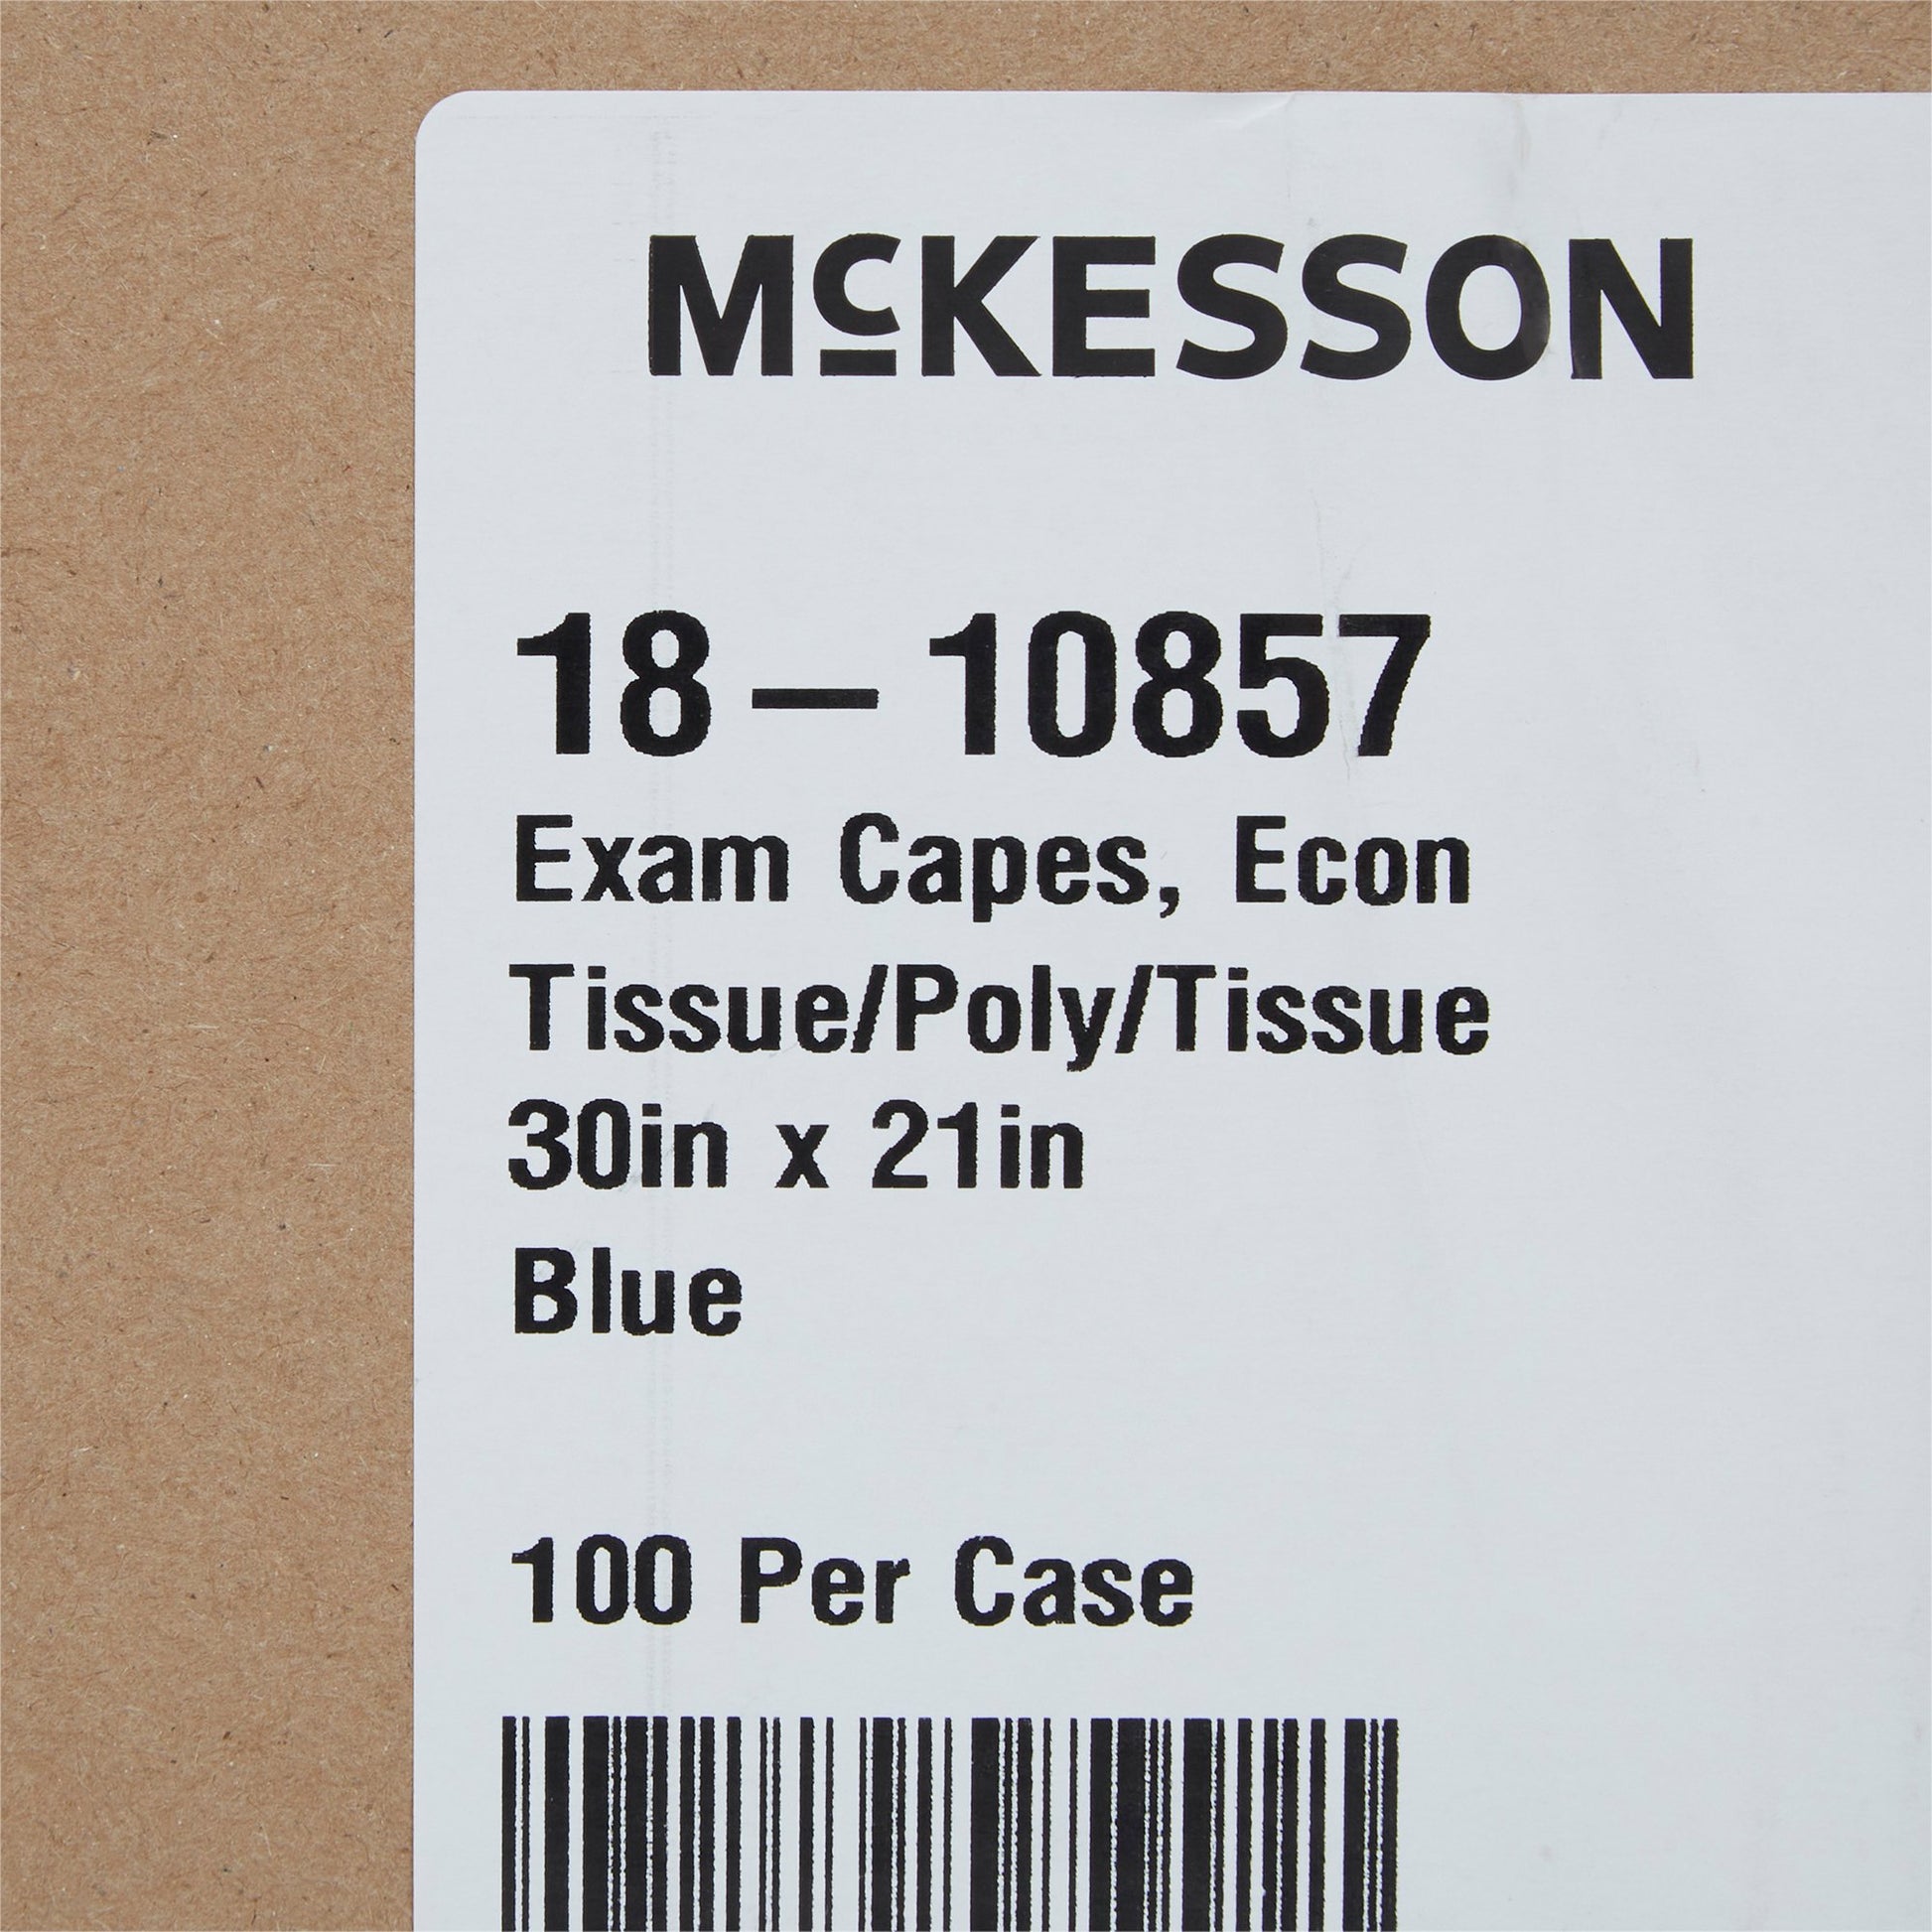 McKESSON
18 – 10857
Exam Capes, Econ
Tissue/Poly/Tissue
30in x 21in
Blue
100 Per Case